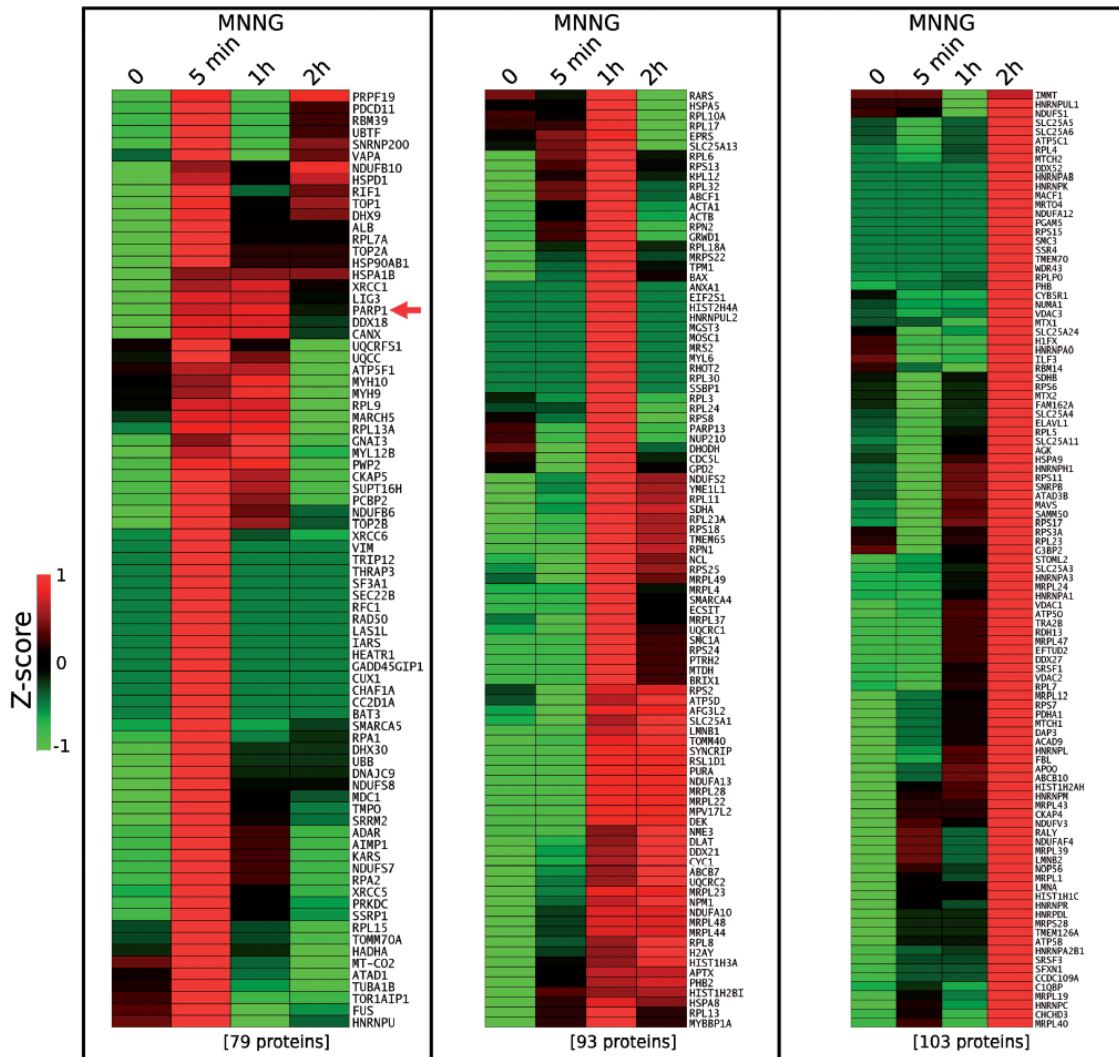 MNNG
0
5 min
1h
2h
PRPF19
PDCD11
RBM39
UBTF
SNRNP200
VAPA
NDUFB10
HSPD1
RIF1
TOP1
DHX9
ALB
RPL7A
TOP2A
HSP90AB1
HSPA1B
XRCC1
LIG3
PARP1
DDX18
CANX
UQCRFS1
UQCC
ATP5F1
MYH10
MYH9
RPL9
MARCH5
RPL13A
GNAI3
MYL12B
PWP2
CKAP5
SUPT16H
PCBP2
NDUFB6
TOP2B
XRCC6
VIM
TRIP12
THRAP3
SF3A1
SEC22B
RFC1
RAD50
LAS1L
IARS
HEATR1
GADD45GIP1
CUX1
CHAF1A
CC2D1A
BAT3
SMARCA5
RPA1
DHX30
UBB
DNAJC9
NDUFS8
MDC1
TMPO
SRRM2
ADAR
AIMP1
KARS
NDUFS7
RPA2
XRCC5
PRKDC
SSRP1
RPL15
TOMM70A
HADHA
MT-CO2
ATAD1
TUBA1B
TOR1AIP1
FUS
HNRNPU
[79 proteins]
Z-score
1
0
-1
MNNG
0
5 min
1h
2h
RARS
HSPA5
RPL10A
RPL17
EPRS
SLC25A13
RPL6
RPS13
RPL12
RPL32
ABCF1
ACTA1
ACTB
RPN2
GRWD1
RPL18A
MRPS22
TPM1
BAX
ANXA1
EIF2S1
HIST2H4A
HNRNPUL2
MGST3
MOSC1
MRS2
MYL6
RHOT2
RPL30
SSBP1
RPL3
RPL24
RPS8
PARP13
NUP210
DHODH
CDC5L
GPD2
NDUFS2
YME1L1
RPL11
SDHA
RPL23A
RPS18
TMEM65
RPN1
NCL
RPS25
MRPL49
MRPL4
SMARCA4
ECSIT
MRPL37
UQCRC1
SMC1A
RPS24
PTRH2
MTDH
BRIX1
RPS2
ATP5D
AFG3L2
SLC25A1
LMNB1
TOMM40
SYNCRIP
RSL1D1
PURA
NDUFA13
MRPL28
MRPL22
MPV17L2
DEK
NME3
DLAT
DDX21
CYC1
ABCB7
UQCRC2
MRPL23
NPM1
NDUFA10
MRPL48
MRPL44
RPL8
H2AY
HIST1H3A
APTX
PHB2
HIST1H2BI
HSPA8
RPL13
MYBBP1A
[93 proteins]
MNNG
0
5 min
1h
2h
IMMT
HNRNPUL1
NDUFS1
SLC25A5
SLC25A6
ATP5C1
RPL4
MTCH2
DDX52
HNRNPAB
HNRNPK
MACF1
MRTO4
NDUFA12
PGAM5
RPS15
SMC3
SSR4
TMEM70
WDR43
RPLP0
PHB
CYB5R1
NUMA1
VDAC3
MTX1
SLC25A24
H1FX
HNRNPA0
ILF3
RBM14
SDHB
RPS6
MTX2
FAM162A
SLC25A4
ELAVL1
RPL5
SLC25A11
AGK
HSPA9
HNRNPH1
RPS11
SNRPB
ATAD3B
MAVS
SAMM50
RPS17
RPS3A
RPL23
G3BP2
STOML2
SLC25A3
HNRNPA3
MRPL24
HNRNPA1
VDAC1
ATP5O
TRA2B
RDH13
MRPL47
EFTUD2
DDX27
SRSF1
VDAC2
RPL7
MRPL12
RPS7
PDHA1
MTCH1
DAP3
ACAD9
HNRNPL
FBL
APOO
ABCB10
HIST1H2AH
HNRNPM
MRPL43
CKAP4
NDUFV3
RALY
NDUFAF4
MRPL39
LMNB2
NOP56
MRPL1
LMNA
HIST1H1C
HNRNPR
HNRPDL
MRPS28
TMEM126A
ATP5B
HNRNPA2B1
SRSF3
SFXN1
CCDC109A
C1QBP
MRPL19
HNRNPC
CHCHD3
MRPL40
[103 proteins]